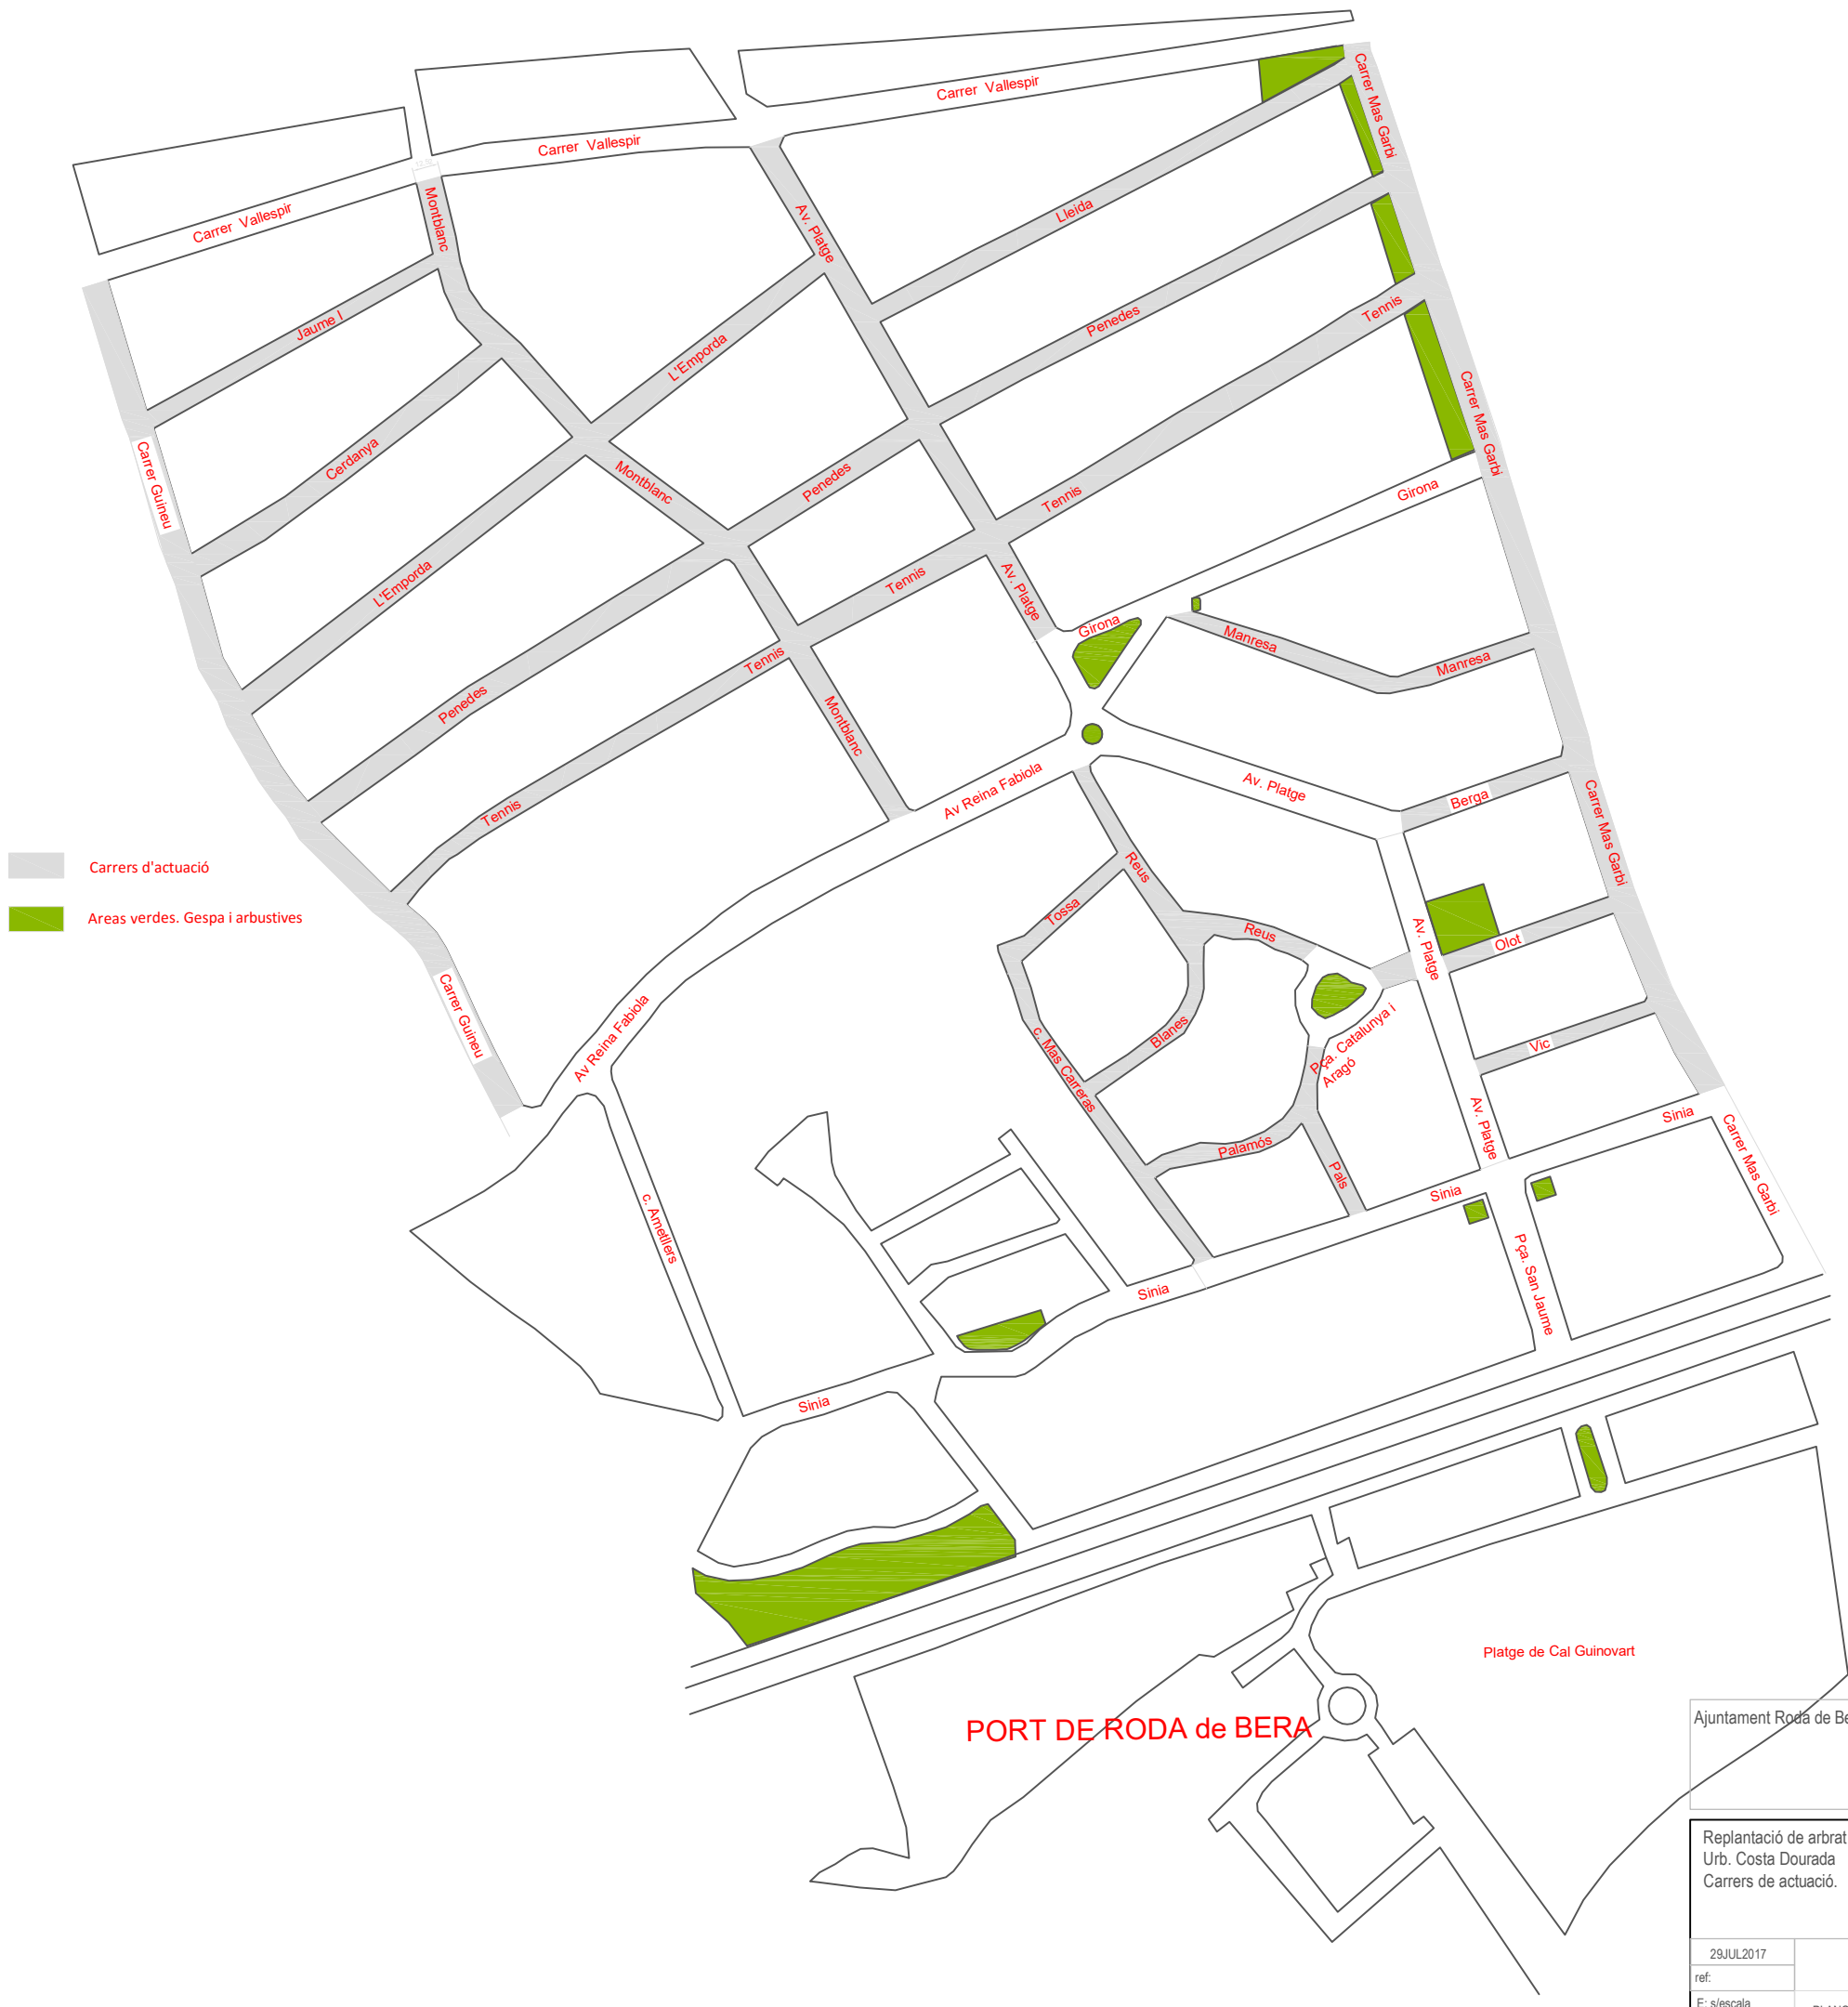 Carrer Mas Garbi
Carrer Vallespir
Carrer Vallespir
Carrer Vallespir
Montblanc
Av. Platge
Lleida
Jaume I
L'Emporda
Penedes
Tennis
Carrer Guineu
Cerdanya
Montblanc
Penedes
Tennis
Carrer Mas Garbi
Girona
L'Emporda
Tennis
Av. Platge
Girona
Manresa
Manresa
Penedes
Tennis
Montblanc
Tennis
Av Reina Fabiola
Av. Platge
Berga
Carrer Mas Garbi
Carrers d'actuació
Areas verdes. Gespa i arbustives
Reus
Tossa
Reus
Av. Platge
Olot
Carrer Guineu
Av Reina Fabiola
c. Mas Carreras
Blanes
Pça. Catalunya i
Aragó
Vic
Av. Platge
Sinia
Carrer Mas Garbi
Palamós
Pals
Sinia
c. Ametllers
Pça. San Jaume
Sinia
Sinia
Platge de Cal Guinovart
PORT DE RODA de BERA
Ajuntament Roda de Be
Replantació de arbrat
Urb. Costa Dourada
Carrers de actuació.
29JUL2017
ref:
E: s/escala